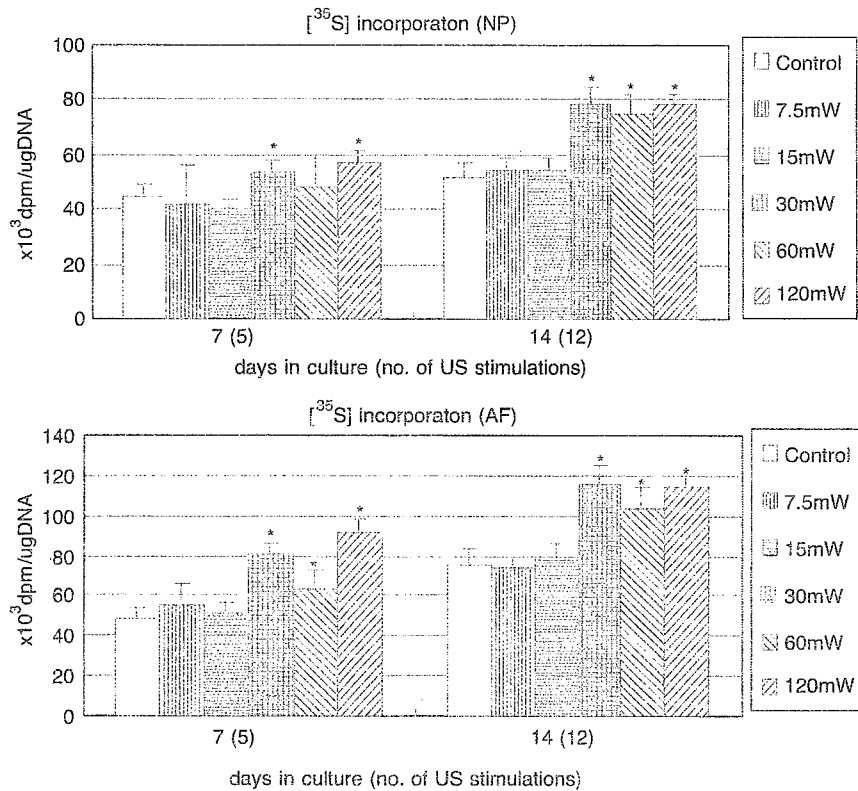 [³⁵S] incorporaton (NP)
100
80
60
40
20
0
x10³dpm/ugDNA
* * * * *
7 (5) 14 (12)
days in culture (no. of US stimulations)
Control
7.5mW
15mW
30mW
60mW
120mW
[³⁵S] incorporaton (AF)
140
120
100
80
60
40
20
0
x10³dpm/ugDNA
* * * * * *
7 (5) 14 (12)
days in culture (no. of US stimulations)
Control
7.5mW
15mW
30mW
60mW
120mW